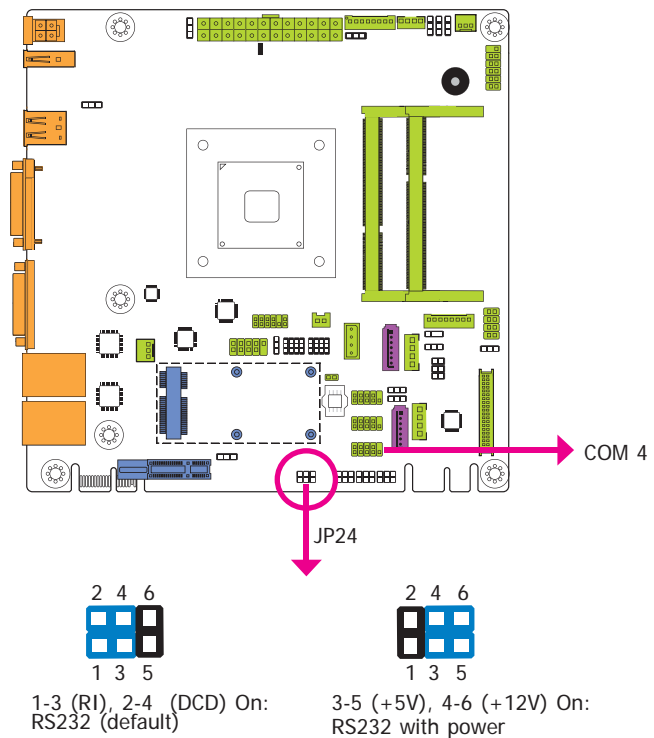 COM 4
JP24
2 4 6
2 4 6
1 3 5
1 3 5
1-3 (RI), 2-4 (DCD) On:
RS232 (default)
3-5 (+5V), 4-6 (+12V) On:
RS232 with power